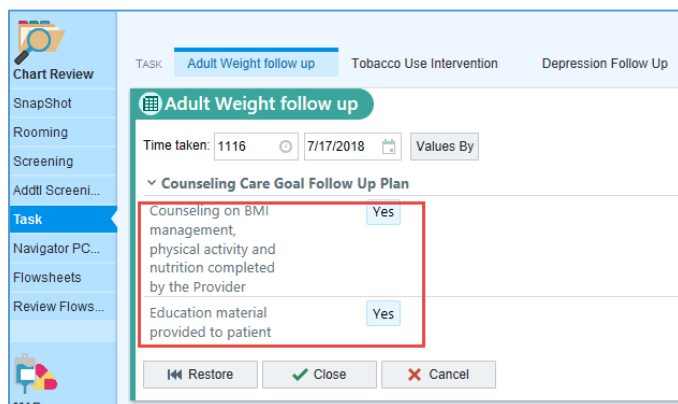 Chart Review
SnapShot
Rooming
Screening
Addtl Screeni...
Task
Navigator PC...
Flowsheets
Review Flows...
TASK Adult Weight follow up Tobacco Use Intervention Depression Follow Up
Adult Weight follow up
Time taken: 1116 7/17/2018 Values By
Counseling Care Goal Follow Up Plan
Counseling on BMI Yes
management,
physical activity and
nutrition completed
by the Provider
Education material Yes
provided to patient
Restore Close Cancel